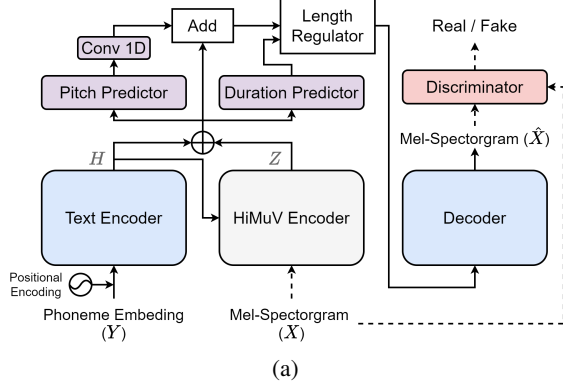 Length
Regulator
Add
Real / Fake
Conv 1D
Pitch Predictor
Duration Predictor
Discriminator
Mel-Spectorgram (X̂)
H
Z
Text Encoder
HiMuV Encoder
Decoder
Positional
Encoding
Phoneme Embeding
(Y)
Mel-Spectorgram
(X)
(a)